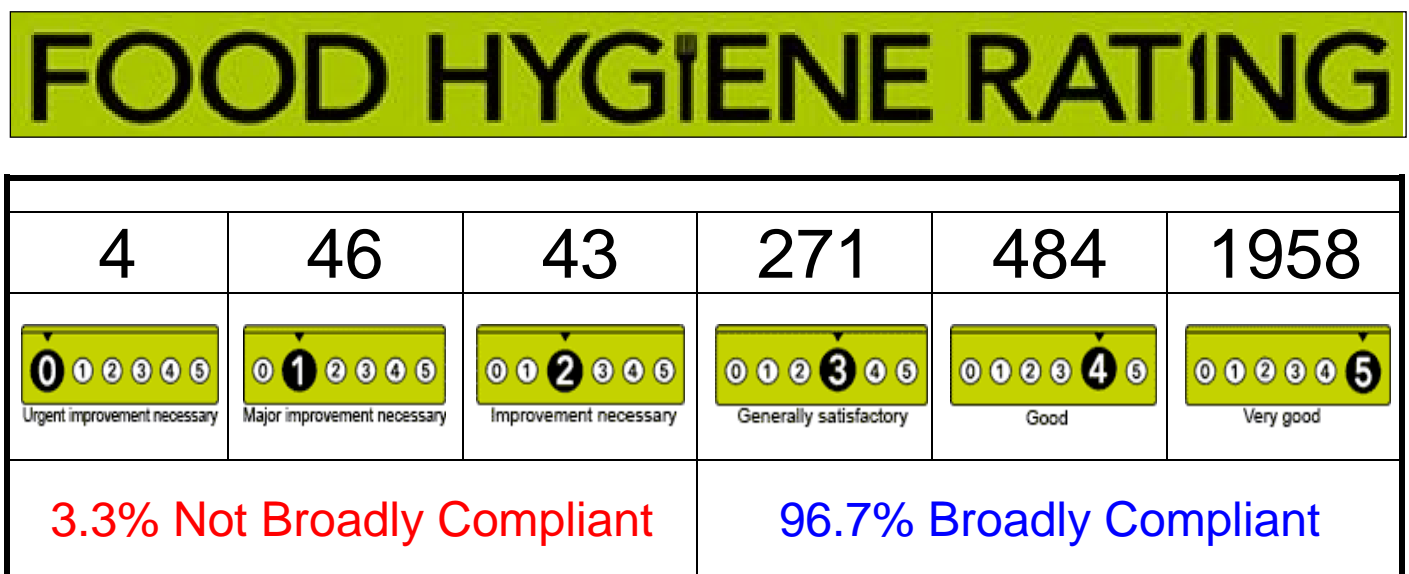 FOOD HYGIENE RATING
4 46 43 271 484 1958
0 1 2 3 4 5 0 1 2 3 4 5 0 1 2 3 4 5 0 1 2 3 4 5 0 1 2 3 4 5 0 1 2 3 4 5
Urgent improvement necessary Major improvement necessary Improvement necessary Generally satisfactory Good Very good
3.3% Not Broadly Compliant 96.7% Broadly Compliant